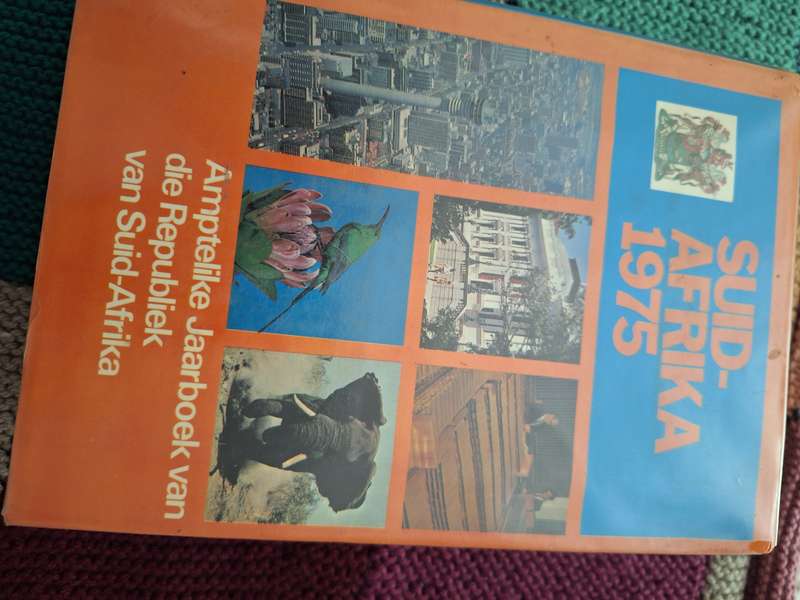 SUID-
AFRIKA
1975
Amptelike Jaarboek van
die Republiek
van Suid-Afrika